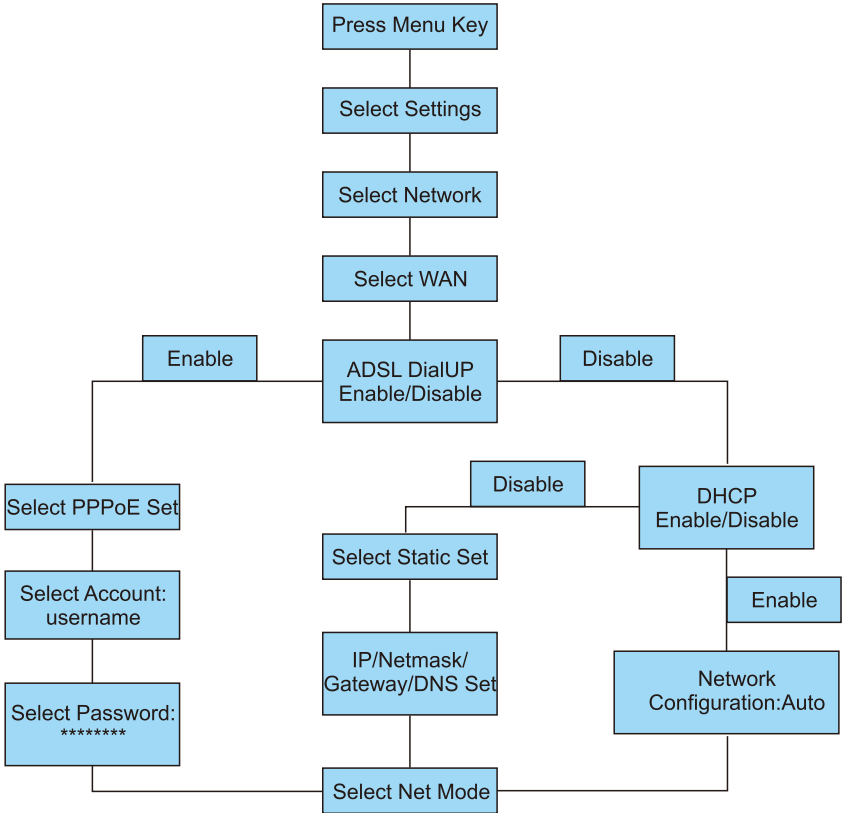 Press Menu Key
Select Settings
Select Network
Select WAN
Enable
ADSL DialUP
Enable/Disable
Disable
Select PPPoE Set
Disable
DHCP
Enable/Disable
Select Static Set
Select Account:
username
Enable
IP/Netmask/
Gateway/DNS Set
Network
Configuration:Auto
Select Password:
********
Select Net Mode